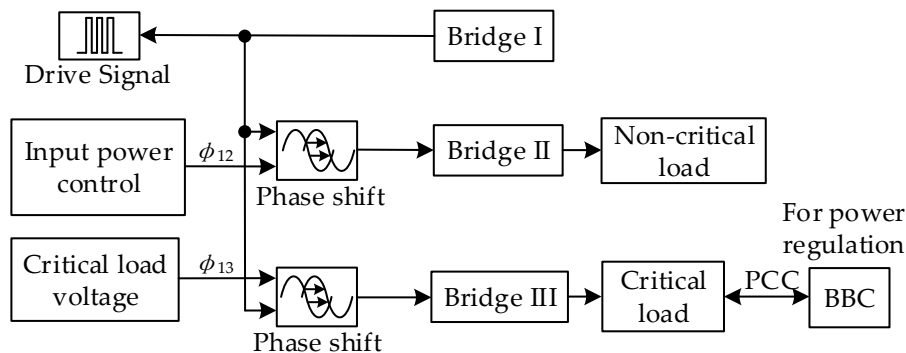 Bridge I
Drive Signal
Input power
control
ϕ12
Phase shift
Bridge II
Non-critical
load
For power
regulation
Critical load
voltage
ϕ13
Phase shift
Bridge III
Critical
load
PCC
BBC